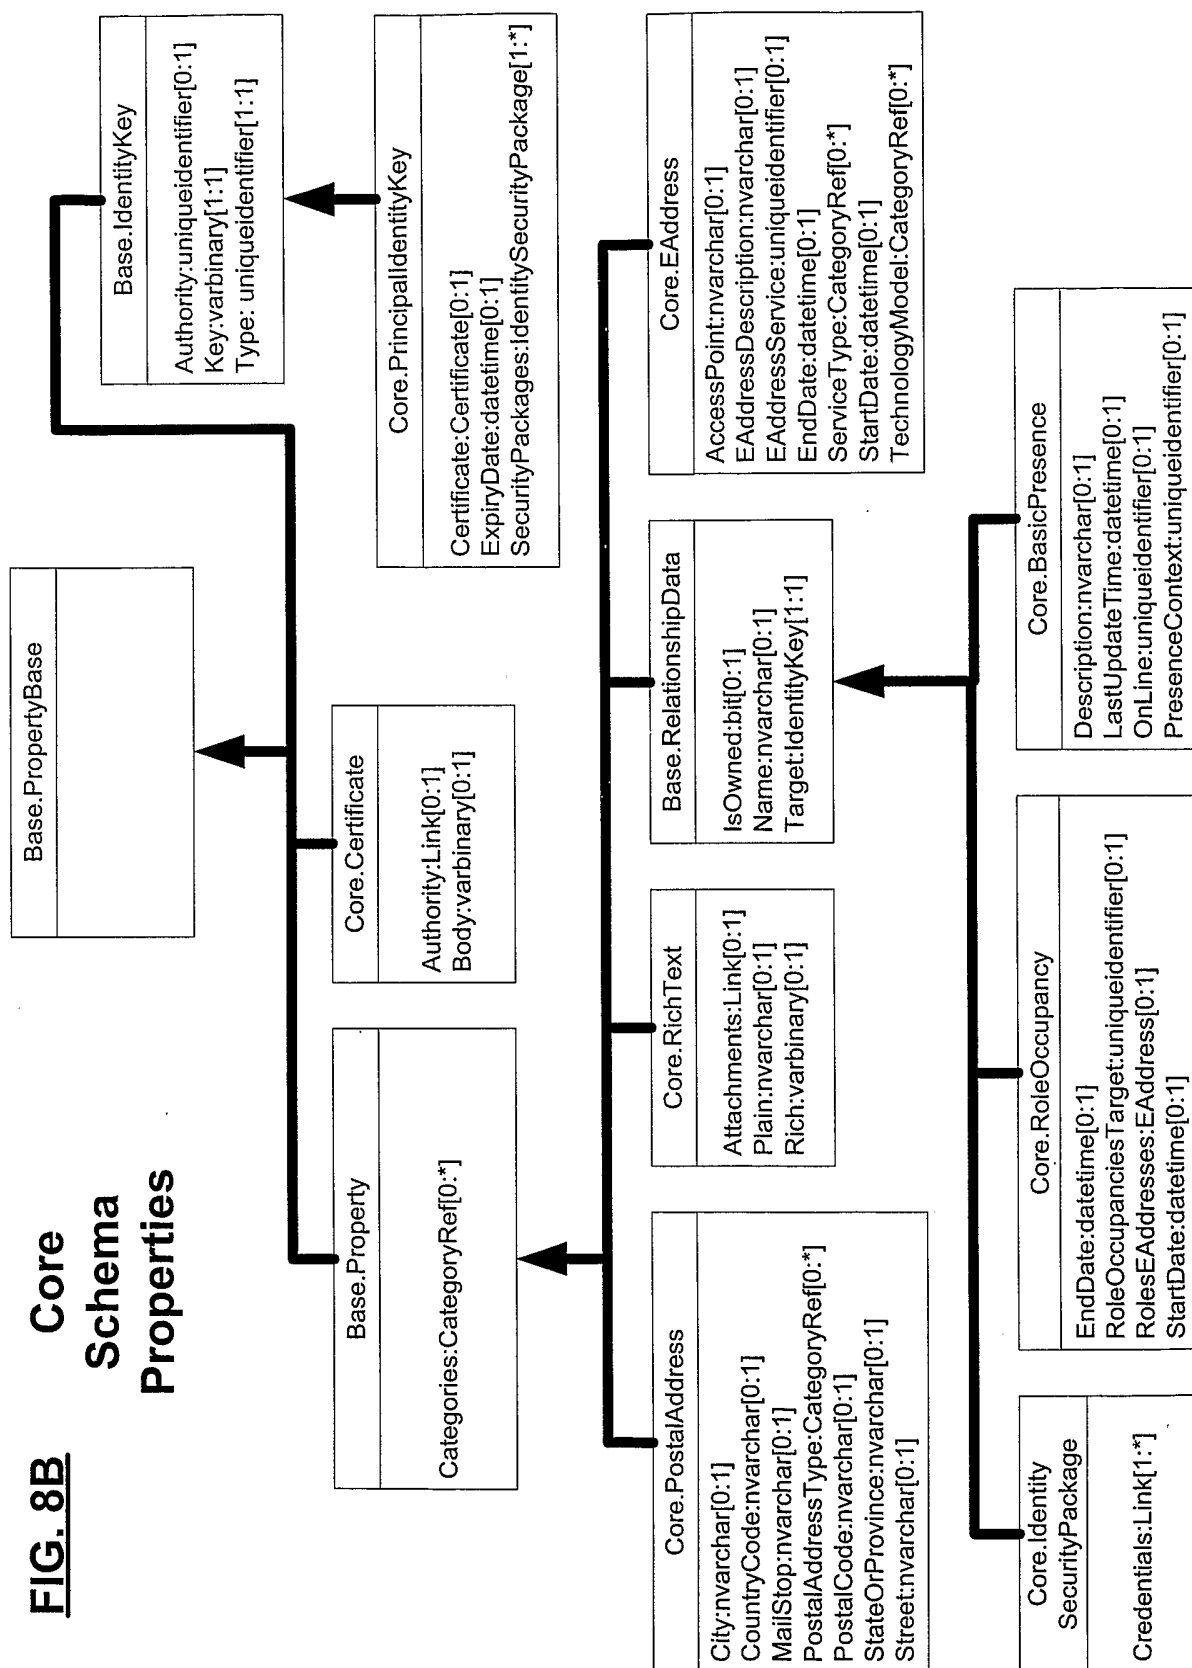 FIG. 8B
Core
Schema
Properties
Base.PropertyBase
Base.Property
Categories:CategoryRef[0:*]
Core.Certificate
Authority:Link[0:1]
Body:varbinary[0:1]
Base.IdentityKey
Authority:uniqueidentifier[0:1]
Key:varbinary[1:1]
Type: uniqueidentifier[1:1]
Core.PrincipalIdentityKey
Certificate:Certificate[0:1]
ExpiryDate:datetime[0:1]
SecurityPackages:IdentitySecurityPackage[1:*]
Core.PostalAddress
City:nvarchar[0:1]
CountryCode:nvarchar[0:1]
MailStop:nvarchar[0:1]
PostalAddressType:CategoryRef[0:*]
PostalCode:nvarchar[0:1]
StateOrProvince:nvarchar[0:1]
Street:nvarchar[0:1]
Core.RichText
Attachments:Link[0:1]
Plain:nvarchar[0:1]
Rich:varbinary[0:1]
Base.RelationshipData
IsOwned:bit[0:1]
Name:nvarchar[0:1]
Target:IdentityKey[1:1]
Core.EAddress
AccessPoint:nvarchar[0:1]
EAddressDescription:nvarchar[0:1]
EAddressService:uniqueidentifier[0:1]
EndDate:datetime[0:1]
ServiceType:CategoryRef[0:*]
StartDate:datetime[0:1]
TechnologyModel:CategoryRef[0:*]
Core.Identity
SecurityPackage
Credentials:Link[1:*]
Core.RoleOccupancy
EndDate:datetime[0:1]
RoleOccupanciesTarget:uniqueidentifier[0:1]
RolesEAddresses:EAddress[0:1]
StartDate:datetime[0:1]
Core.BasicPresence
Description:nvarchar[0:1]
LastUpdateTime:datetime[0:1]
OnLine:uniqueidentifier[0:1]
PresenceContext:uniqueidentifier[0:1]